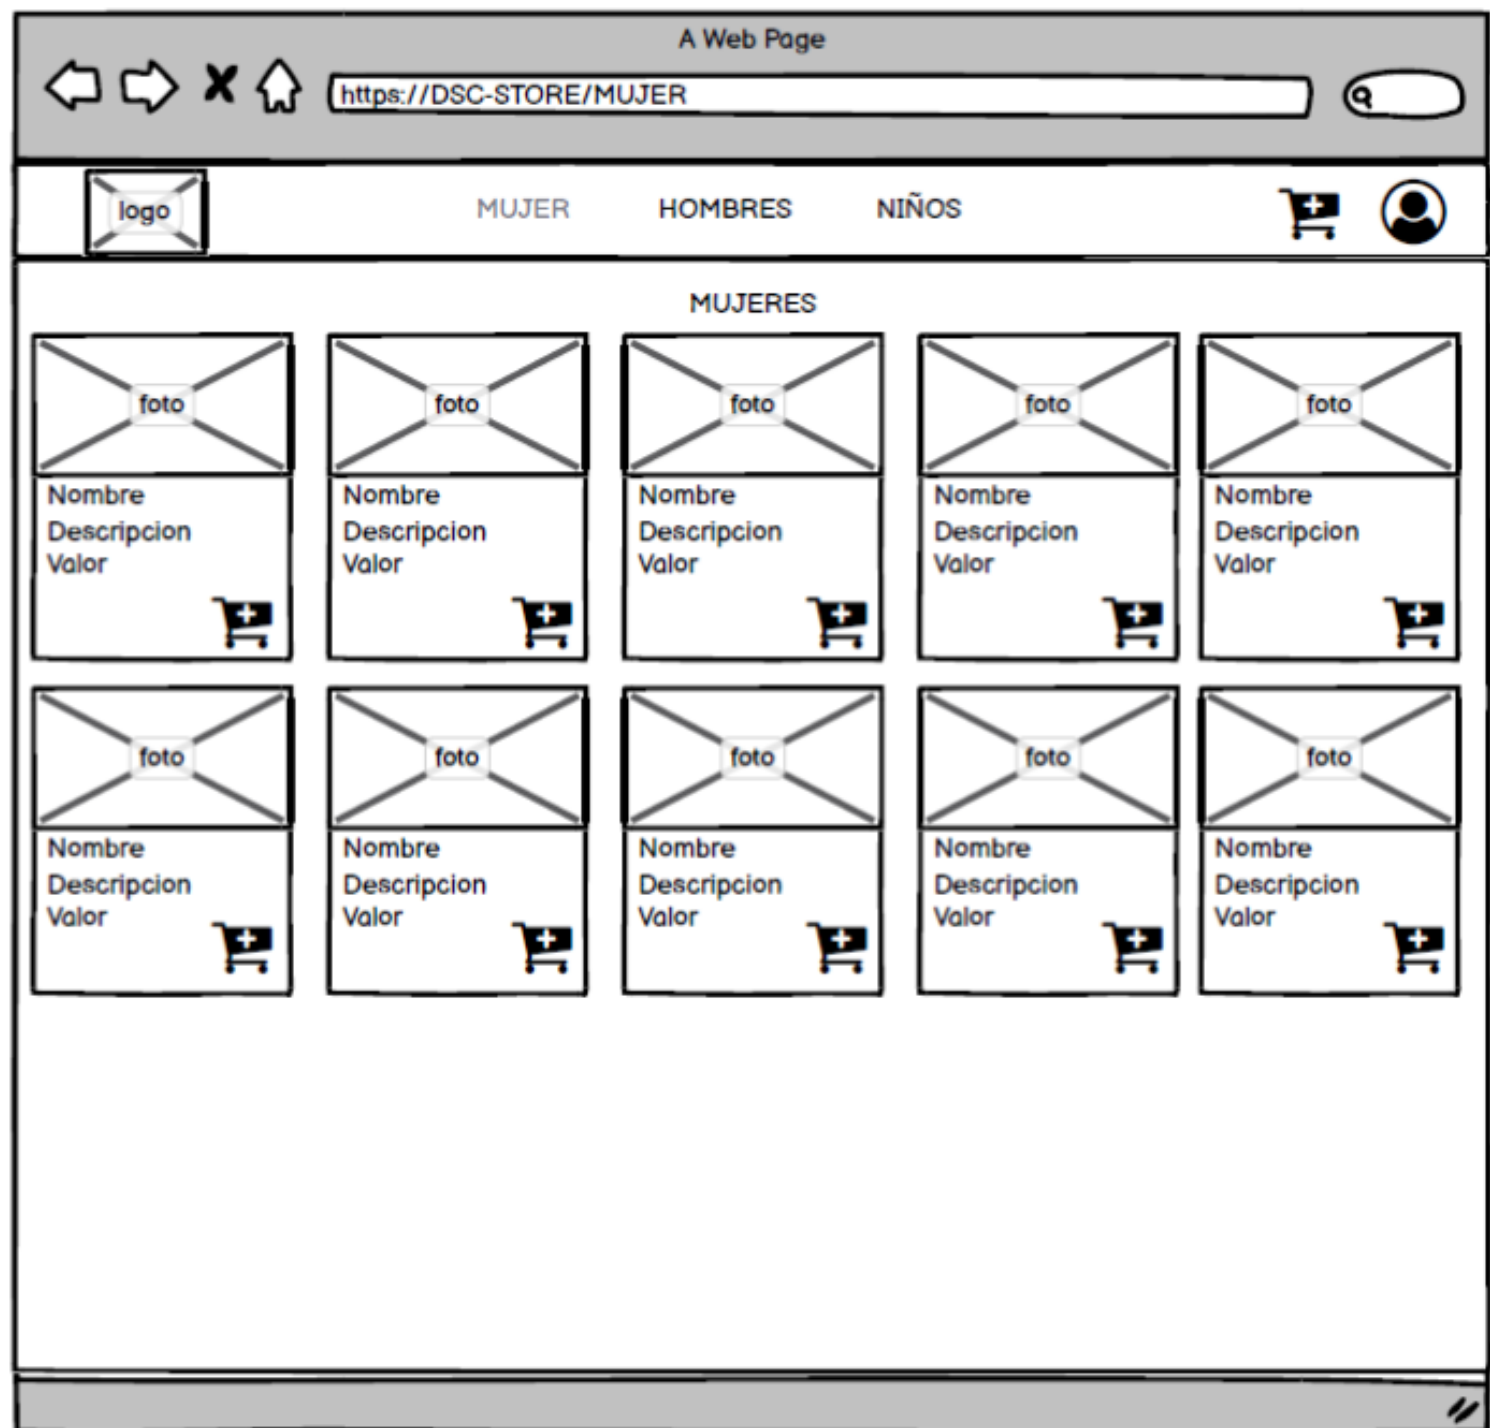 A Web Page
https://DSC-STORE/MUJER
logo MUJER HOMBRES NIÑOS
MUJERES
foto foto foto foto foto
Nombre Nombre Nombre Nombre Nombre
Descripcion Descripcion Descripcion Descripcion Descripcion
Valor Valor Valor Valor Valor
foto foto foto foto foto
Nombre Nombre Nombre Nombre Nombre
Descripcion Descripcion Descripcion Descripcion Descripcion
Valor Valor Valor Valor Valor